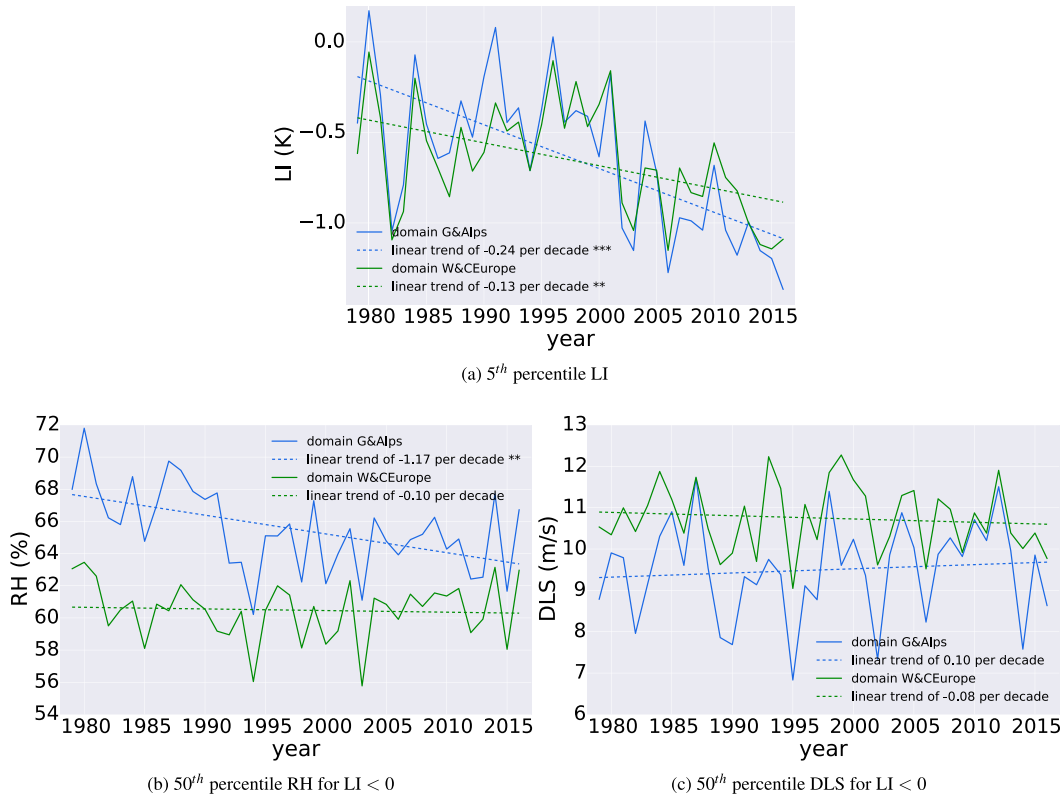 0.0
−0.5
−1.0
LI (K)
domain G&Alps
linear trend of -0.24 per decade ***
domain W&CEurope
linear trend of -0.13 per decade **
1980 1985 1990 1995 2000 2005 2010 2015
year
(a) 5th percentile LI
72
70
68
66
64
62
60
58
56
54
RH (%)
domain G&Alps
linear trend of -1.17 per decade **
domain W&CEurope
linear trend of -0.10 per decade
1980 1985 1990 1995 2000 2005 2010 2015
year
(b) 50th percentile RH for LI < 0
13
12
11
10
9
8
7
6
DLS (m/s)
domain G&Alps
linear trend of 0.10 per decade
domain W&CEurope
linear trend of -0.08 per decade
1980 1985 1990 1995 2000 2005 2010 2015
year
(c) 50th percentile DLS for LI < 0